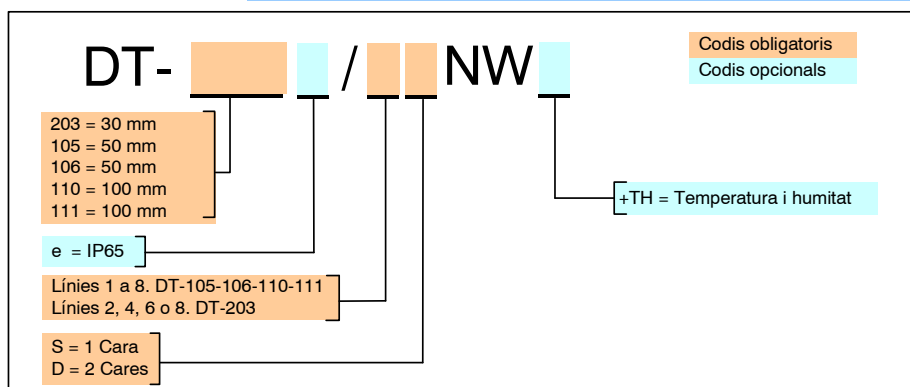 DT- / NW
Codis obligatoris
Codis opcionals
203 = 30 mm
105 = 50 mm
106 = 50 mm
110 = 100 mm
111 = 100 mm
+TH = Temperatura i humitat
e = IP65
Línies 1 a 8. DT-105-106-110-111
Línies 2, 4, 6 o 8. DT-203
S = 1 Cara
D = 2 Cares